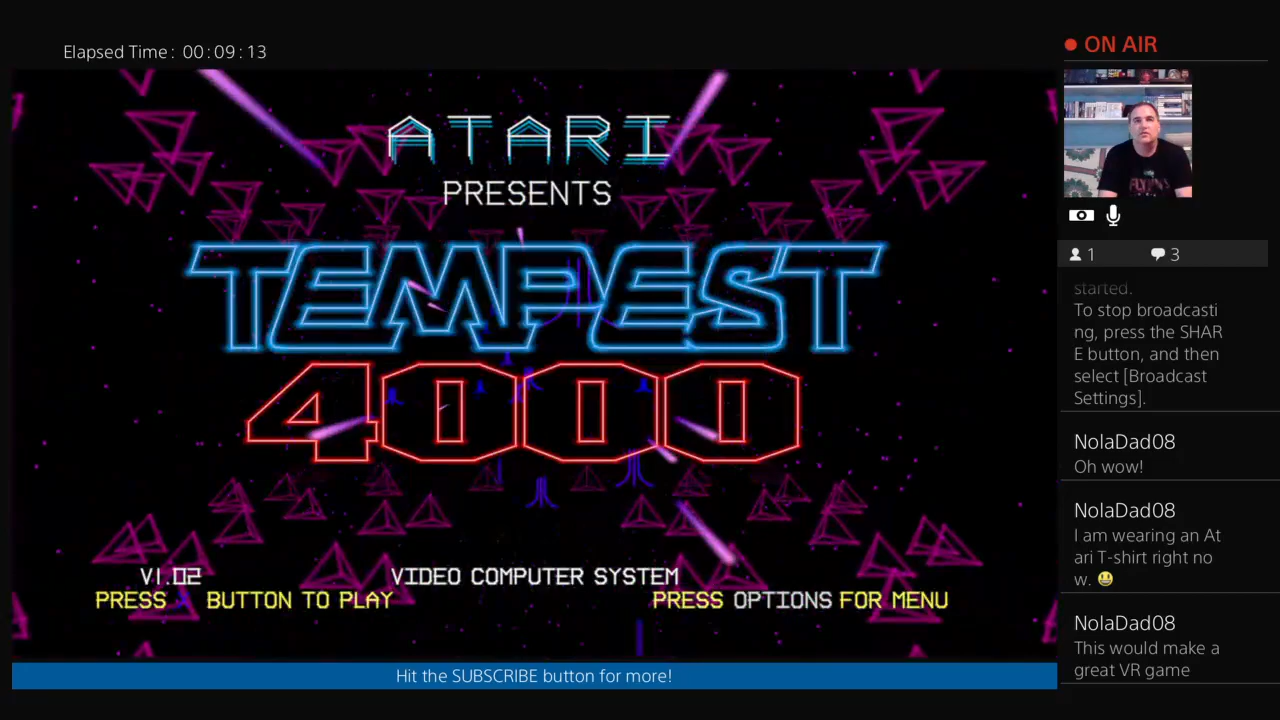 Elapsed Time: 00:09:13
ON AIR
ATARI
PRESENTS
TEMPEST
4000
V1.02
VIDEO COMPUTER SYSTEM
PRESS BUTTON TO PLAY
PRESS OPTIONS FOR MENU
Hit the SUBSCRIBE button for more!
1
3
started.
To stop broadcasti
ng, press the SHAR
E button, and then
select [Broadcast
Settings].
NolaDad08
Oh wow!
NolaDad08
I am wearing an At
ari T-shirt right no
w. 😃
NolaDad08
This would make a
great VR game